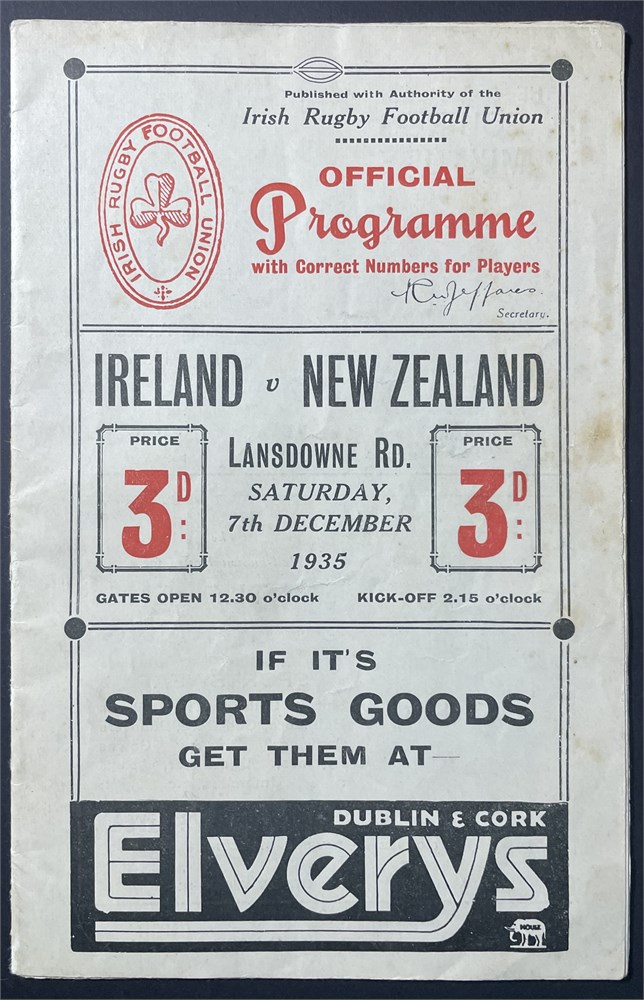 Published with Authority of the
Irish Rugby Football Union
IRISH RUGBY FOOTBALL UNION
OFFICIAL
Programme
with Correct Numbers for Players
Secretary.
IRELAND v NEW ZEALAND
PRICE
3D:
LANSDOWNE RD.
SATURDAY,
7th DECEMBER
1935
PRICE
3D:
GATES OPEN 12.30 o'clock KICK-OFF 2.15 o'clock
IF IT'S
SPORTS GOODS
GET THEM AT—
DUBLIN & CORK
Elverys